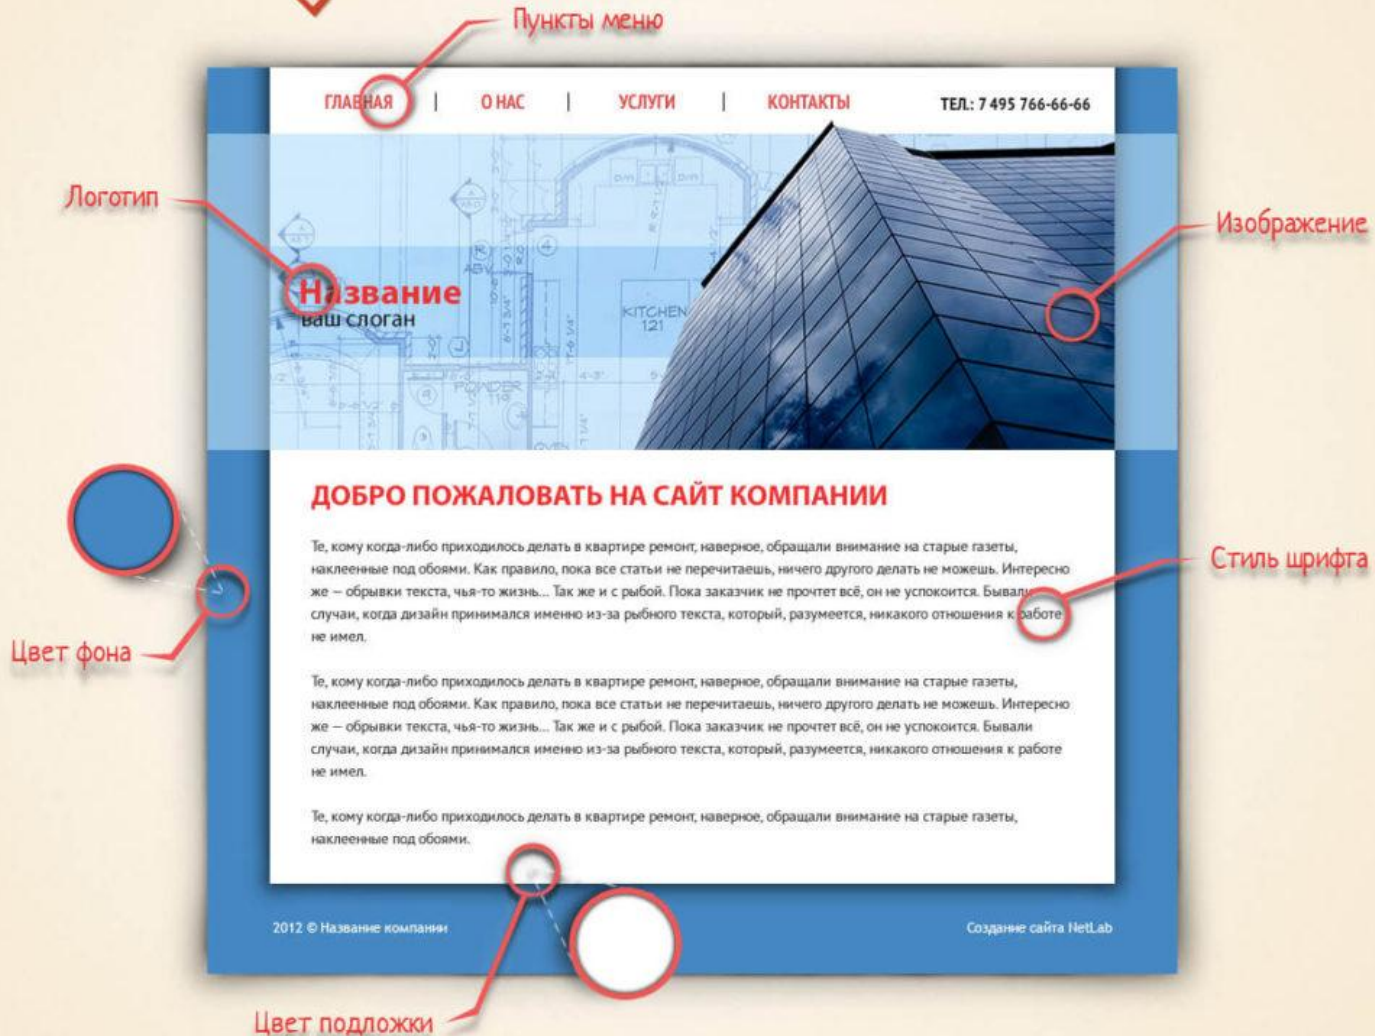 Пункты меню
ГЛАВНАЯ | О НАС | УСЛУГИ | КОНТАКТЫ ТЕЛ.: 7 495 766-66-66
Логотип
Изображение
Название
ваш слоган
KITCHEN
121
ДОБРО ПОЖАЛОВАТЬ НА САЙТ КОМПАНИИ
Те, кому когда-либо приходилось делать в квартире ремонт, наверное, обращали внимание на старые газеты,
наклеенные под обоями. Как правило, пока все статьи не перечитаешь, ничего другого делать не можешь. Интересно
же — обрывки текста, чья-то жизнь... Так же и с рыбой. Пока заказчик не прочтет всё, он не успокоится. Бывали
случаи, когда дизайн принимался именно из-за рыбного текста, который, разумеется, никакого отношения к работе
не имел.
Стиль шрифта
Цвет фона
Те, кому когда-либо приходилось делать в квартире ремонт, наверное, обращали внимание на старые газеты,
наклеенные под обоями. Как правило, пока все статьи не перечитаешь, ничего другого делать не можешь. Интересно
же — обрывки текста, чья-то жизнь... Так же и с рыбой. Пока заказчик не прочтет всё, он не успокоится. Бывали
случаи, когда дизайн принимался именно из-за рыбного текста, который, разумеется, никакого отношения к работе
не имел.
Те, кому когда-либо приходилось делать в квартире ремонт, наверное, обращали внимание на старые газеты,
наклеенные под обоями.
2012 © Название компании
Создание сайта NetLab
Цвет подложки